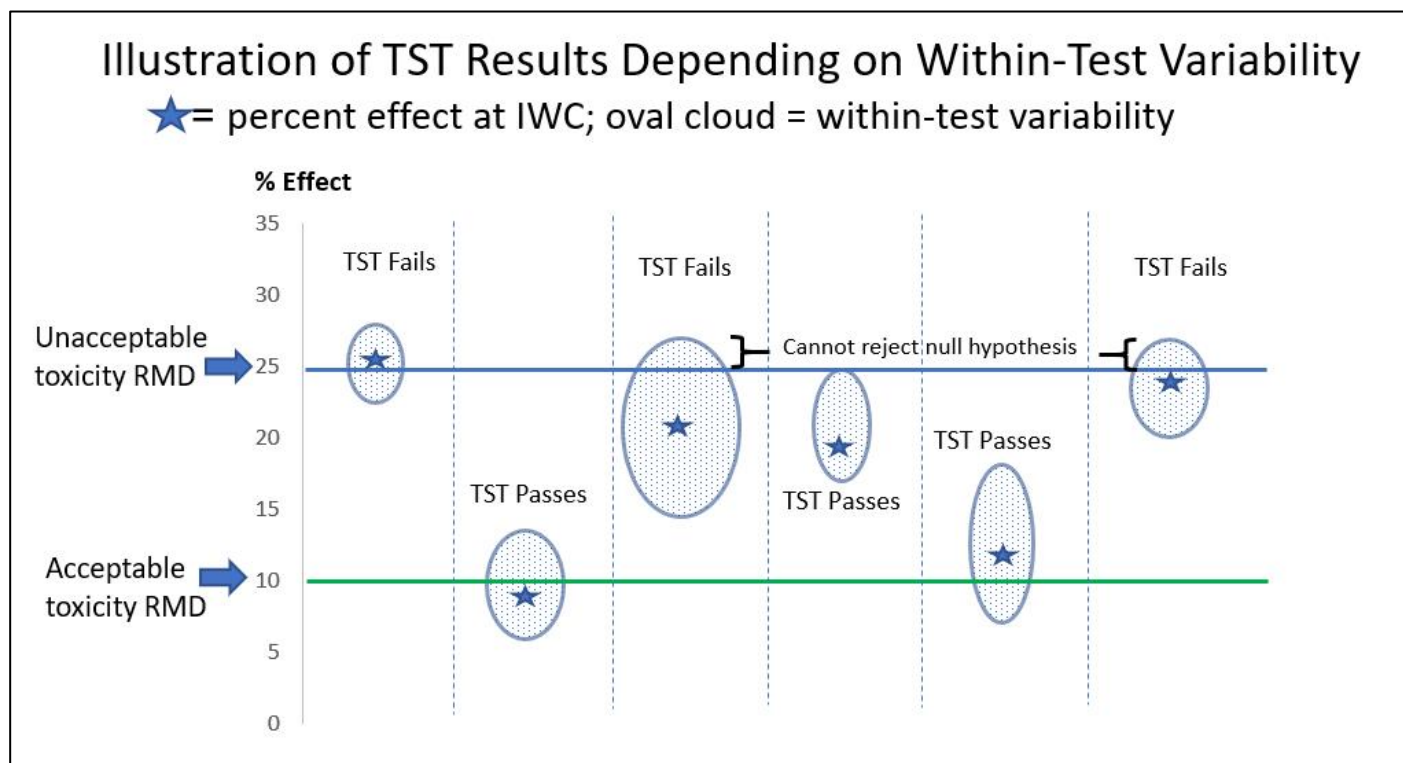 Illustration of TST Results Depending on Within-Test Variability
= percent effect at IWC; oval cloud = within-test variability
% Effect
35
TST Fails
TST Fails
TST Fails
30
Unacceptable
toxicity RMD
Cannot reject null hypothesis
25
20
TST Passes
TST Passes
TST Passes
15
Acceptable
toxicity RMD
10
5
0